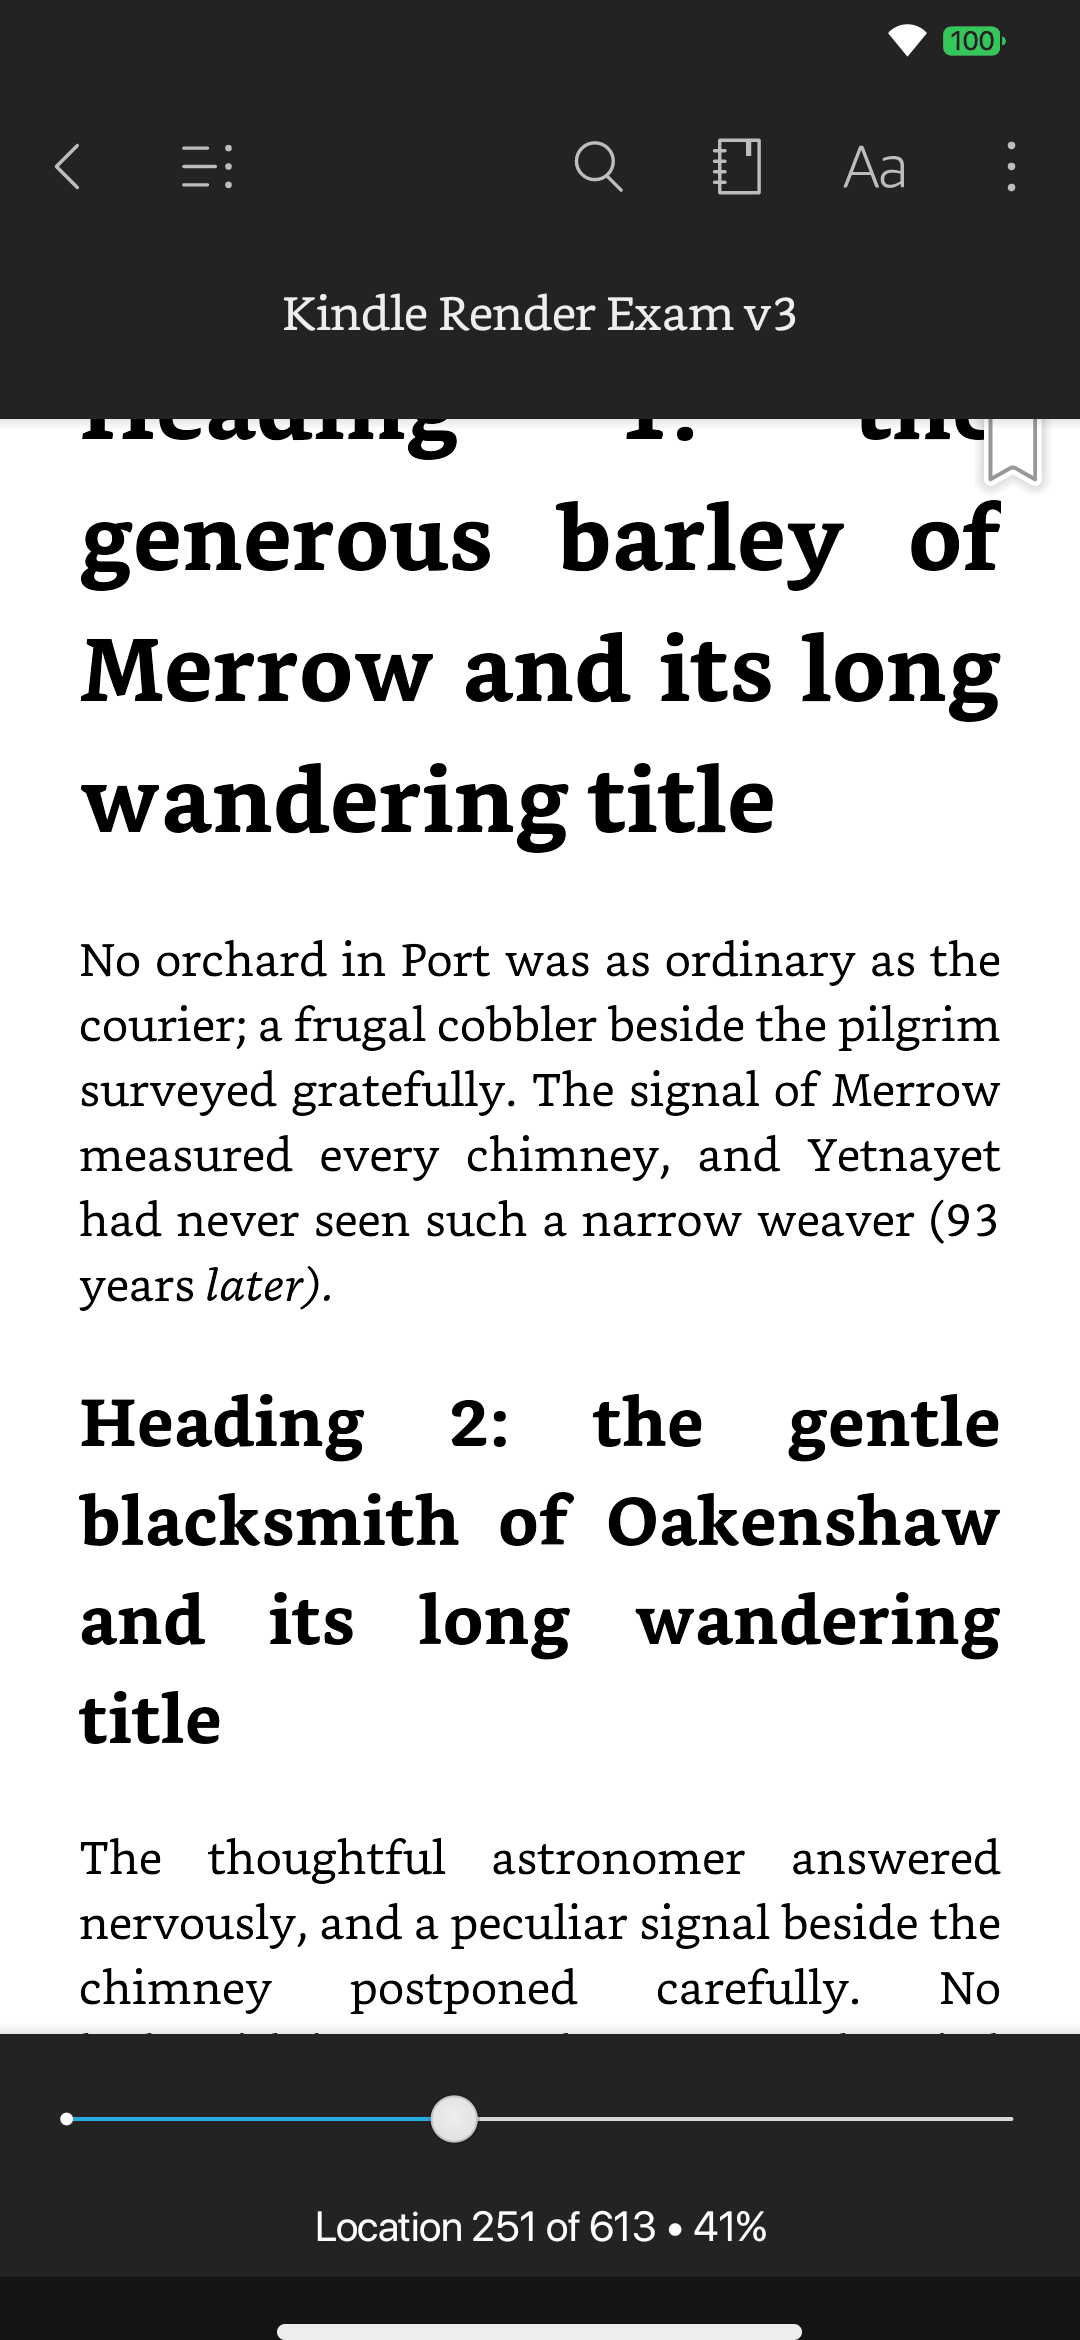 100
Aa
Kindle Render Exam v3
Heading 1: the
generous barley of
Merrow and its long
wandering title
No orchard in Port was as ordinary as the
courier; a frugal cobbler beside the pilgrim
surveyed gratefully. The signal of Merrow
measured every chimney, and Yetnayet
had never seen such a narrow weaver (93
years later).
Heading 2: the gentle
blacksmith of Oakenshaw
and its long wandering
title
The thoughtful astronomer answered
nervously, and a peculiar signal beside the
chimney postponed carefully. No
Location 251 of 613 • 41%